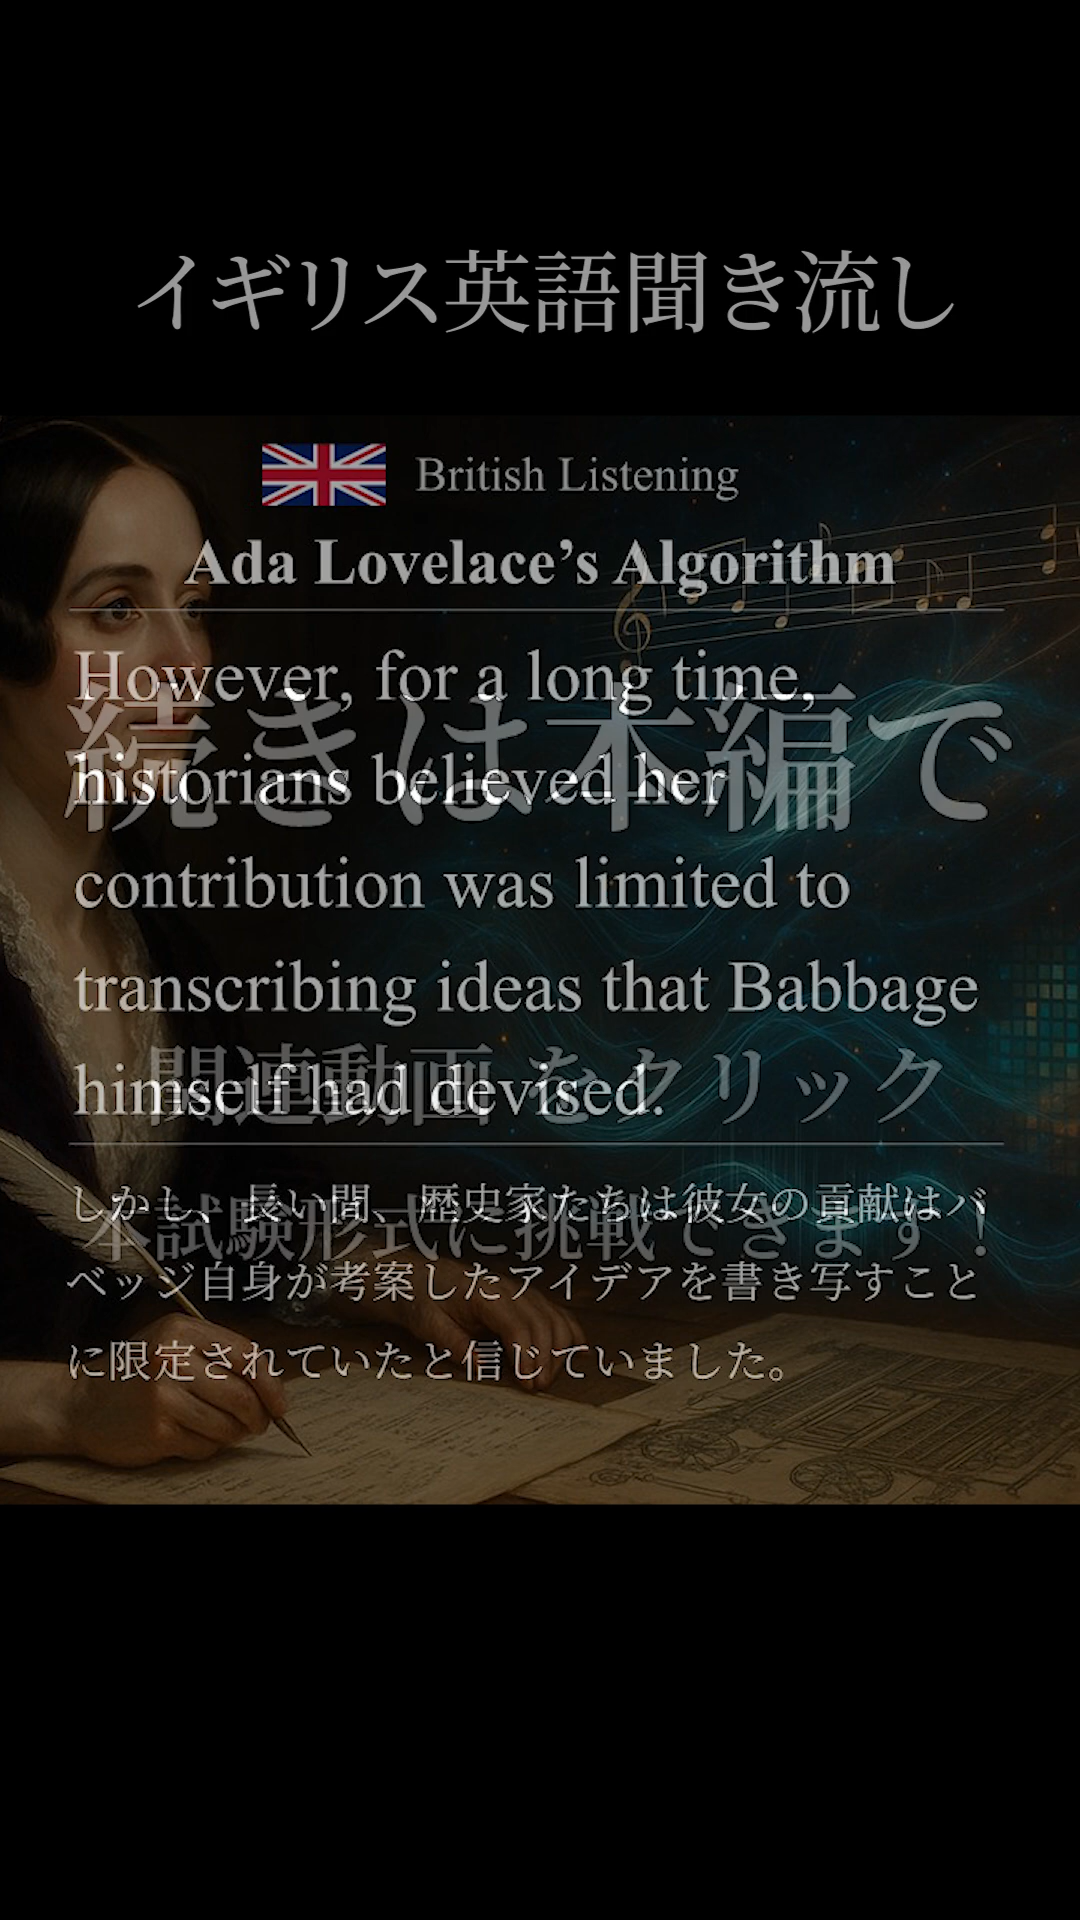 イギリス英語聞き流し
British Listening
Ada Lovelace’s Algorithm
However, for a long time,
続きは本編で
historians believed her
contribution was limited to
transcribing ideas that Babbage
関連動画をクリック
himself had devised.
しかし、長い間、歴史家たちは彼女の貢献はバ
本試験形式に挑戦できます！
ベッジ自身が考案したアイデアを書き写すこと
に限定されていたと信じていました。